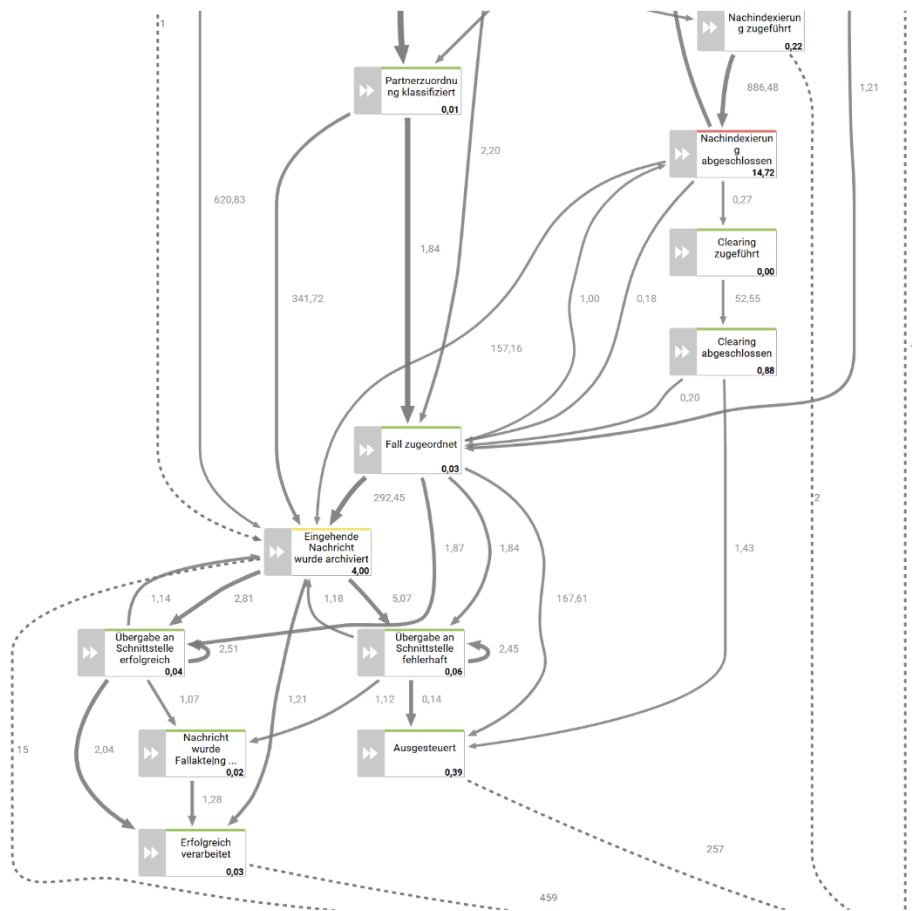 1
Nachindexierun
g zugeführt
0,22
Partnerzuordnu
ng klassifiziert
0,01
886,48
1,21
2,20
Nachindexierun
g
abgeschlossen
14,72
620,83
0,27
Clearing
zugeführt
0,00
1,84
341,72
1,00
0,18
52,55
157,16
Clearing
abgeschlossen
0,88
0,20
Fall zugeordnet
0,03
292,45
2
Eingehende
Nachricht
wurde archiviert
4,00
1,87
1,84
1,43
1,14
2,81
1,18
5,07
167,61
Übergabe an
Schnittstelle
erfolgreich
0,04
2,51
Übergabe an
Schnittstelle
fehlerhaft
0,06
2,45
1,07
1,21
1,12
0,14
15
2,04
Nachricht
wurde
Fallakte|ng ...
0,02
Ausgesteuert
0,39
1,28
Erfolgreich
verarbeitet
0,03
257
459